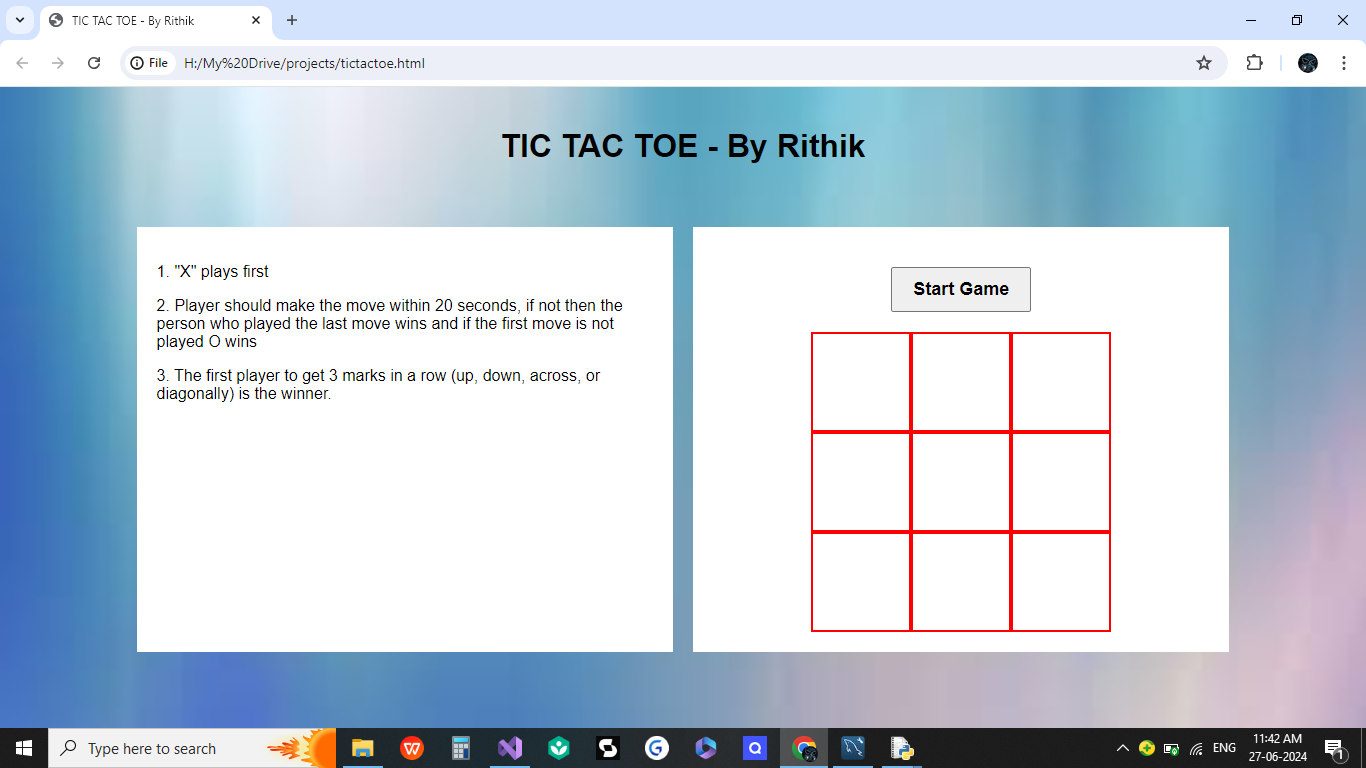 TIC TAC TOE - By Rithik
File
H:/My%20Drive/projects/tictactoe.html
TIC TAC TOE - By Rithik
1. "X" plays first
2. Player should make the move within 20 seconds, if not then the
person who played the last move wins and if the first move is not
played O wins
3. The first player to get 3 marks in a row (up, down, across, or
diagonally) is the winner.
Start Game
Type here to search
ENG
11:42 AM
27-06-2024
1